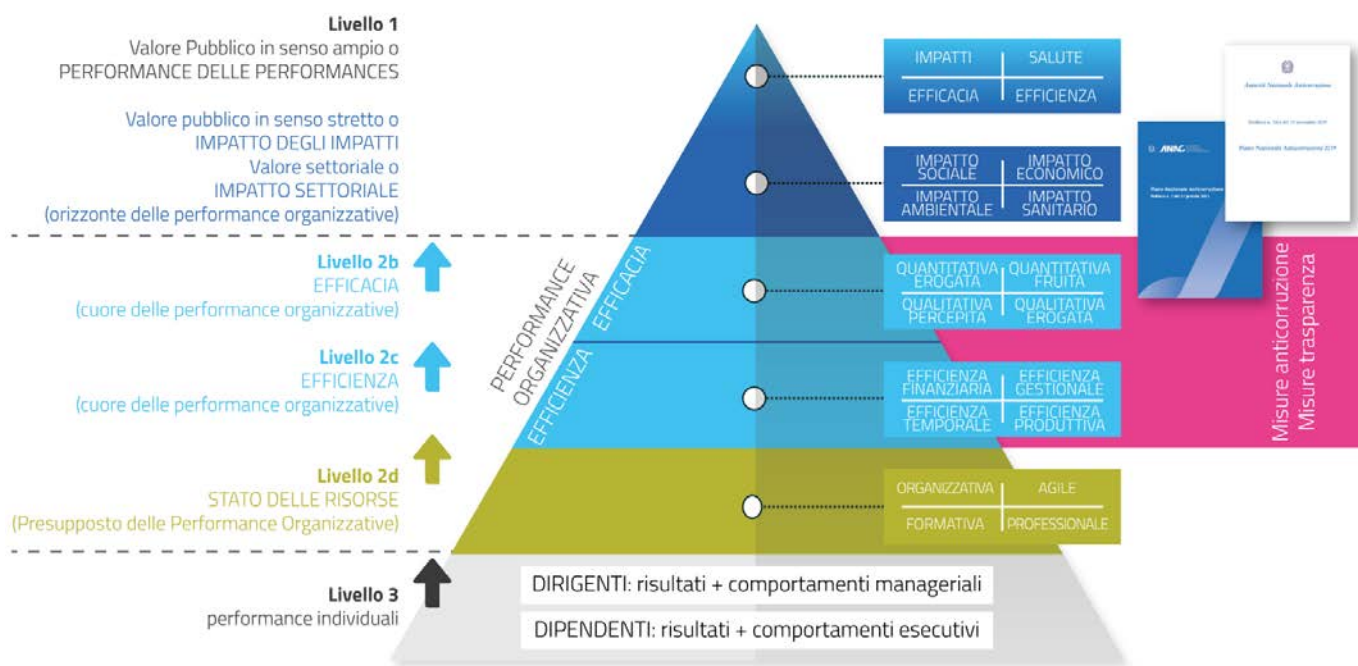 Livello 1
Valore Pubblico in senso ampio o
PERFORMANCE DELLE PERFORMANCES
Valore pubblico in senso stretto o
IMPATTO DEGLI IMPATTI
Valore settoriale o
IMPATTO SETTORIALE
(orizzonte delle performance organizzative)
Livello 2b
EFFICACIA
(cuore delle performance organizzative)
Livello 2c
EFFICIENZA
(cuore delle performance organizzative)
Livello 2d
STATO DELLE RISORSE
(Presupposto delle Performance Organizzative)
Livello 3
performance individuali
PERFORMANCE
ORGANIZZATIVA
EFFICACIA
EFFICIENZA
IMPATTI
SALUTE
EFFICACIA
EFFICIENZA
IMPATTO
SOCIALE
IMPATTO
ECONOMICO
IMPATTO
AMBIENTALE
IMPATTO
SANITARIO
QUANTITATIVA
EROGATA
QUANTITATIVA
FRUITA
QUALITATIVA
PERCEPITA
QUALITATIVA
EROGATA
EFFICIENZA
FINANZIARIA
EFFICIENZA
GESTIONALE
EFFICIENZA
TEMPORALE
EFFICIENZA
PRODUTTIVA
ORGANIZZATIVA
AGILE
FORMATIVA
PROFESSIONALE
DIRIGENTI: risultati + comportamenti manageriali
DIPENDENTI: risultati + comportamenti esecutivi
Autorità Nazionale Anticorruzione
Piano Nazionale Anticorruzione 2019
ANAC
Piano Nazionale Anticorruzione
Misure anticorruzione
Misure trasparenza